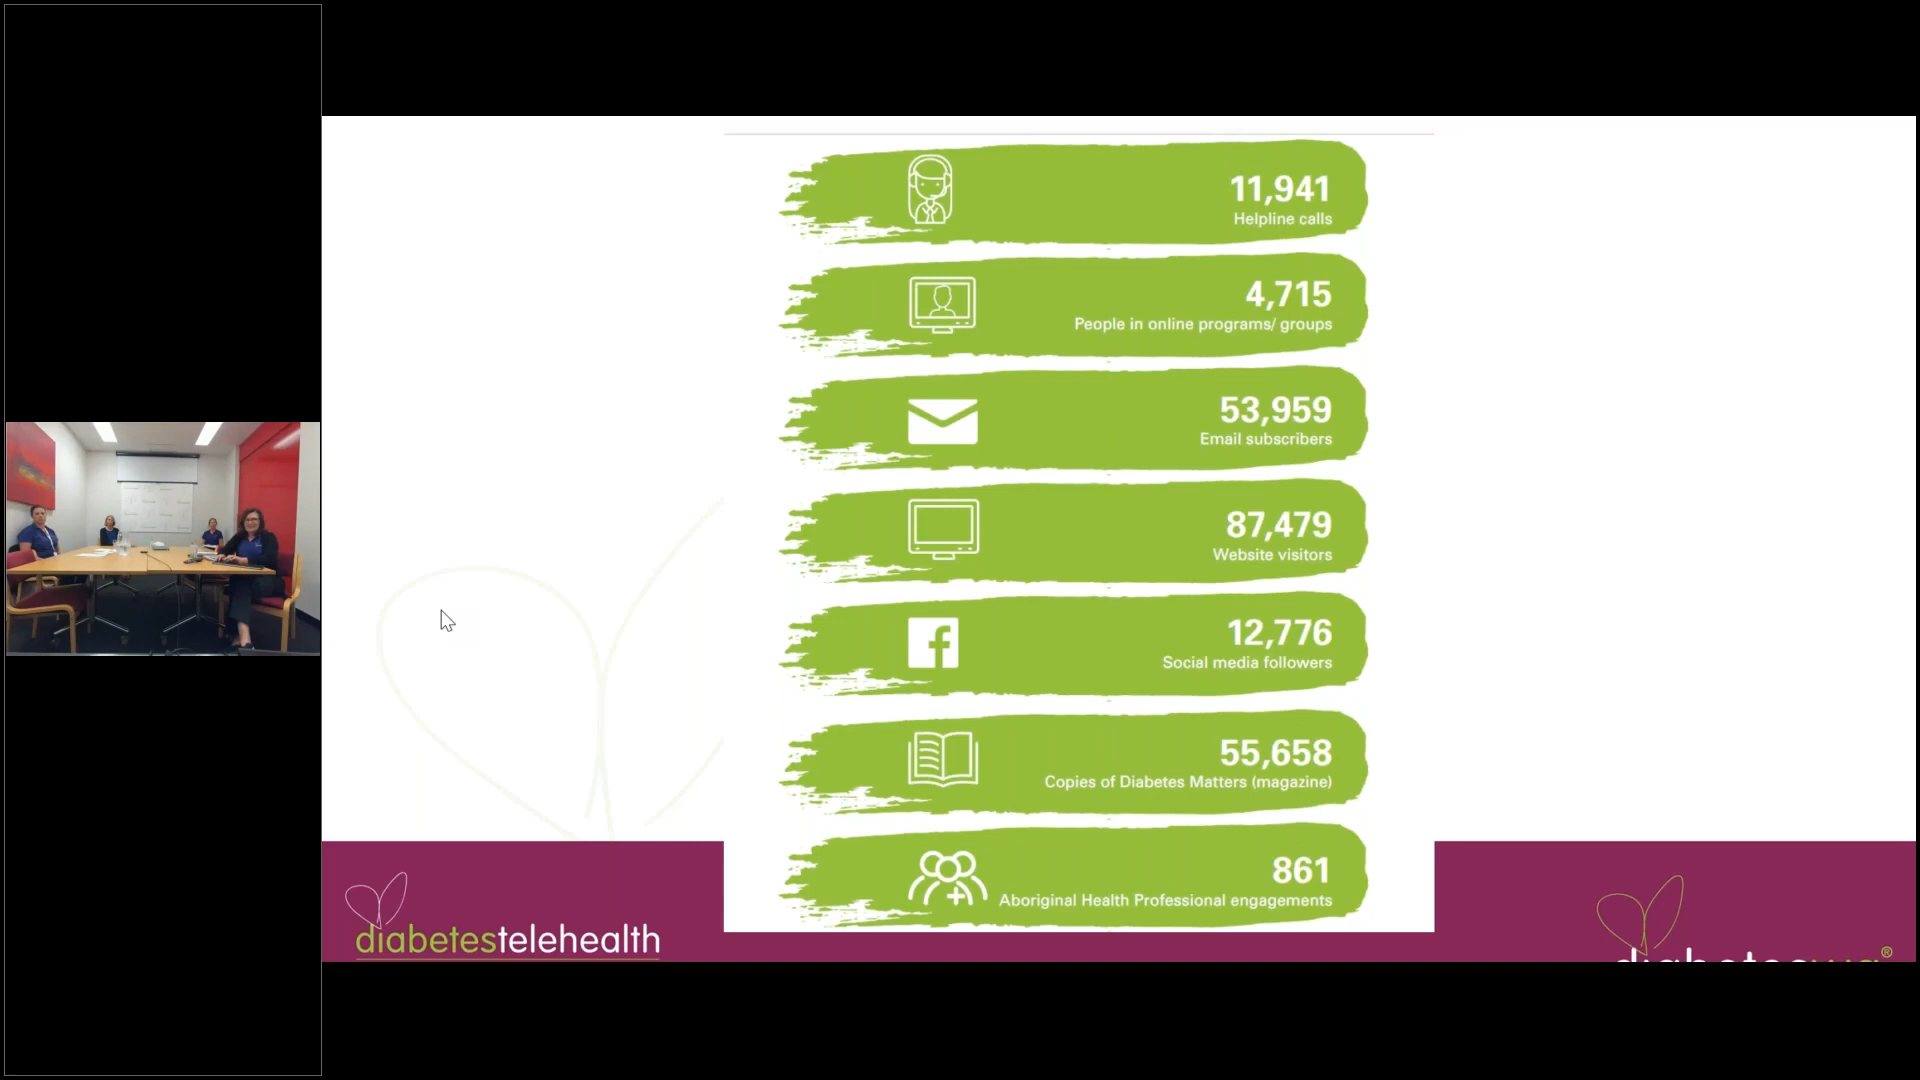 11,941
Helpline calls
4,715
People in online programs/ groups
53,959
Email subscribers
87,479
Website visitors
12,776
Social media followers
55,658
Copies of Diabetes Matters (magazine)
861
Aboriginal Health Professional engagements
diabetestelehealth
diabeteswa®